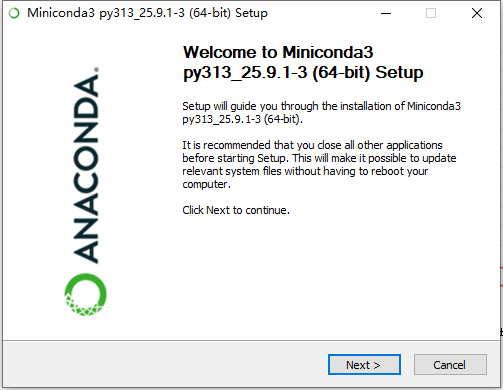 Miniconda3 py313_25.9.1-3 (64-bit) Setup
Welcome to Miniconda3
py313_25.9.1-3 (64-bit) Setup
Setup will guide you through the installation of Miniconda3
py313_25.9.1-3 (64-bit).
It is recommended that you close all other applications
before starting Setup. This will make it possible to update
relevant system files without having to reboot your
computer.
Click Next to continue.
ANACONDA.
Next >
Cancel